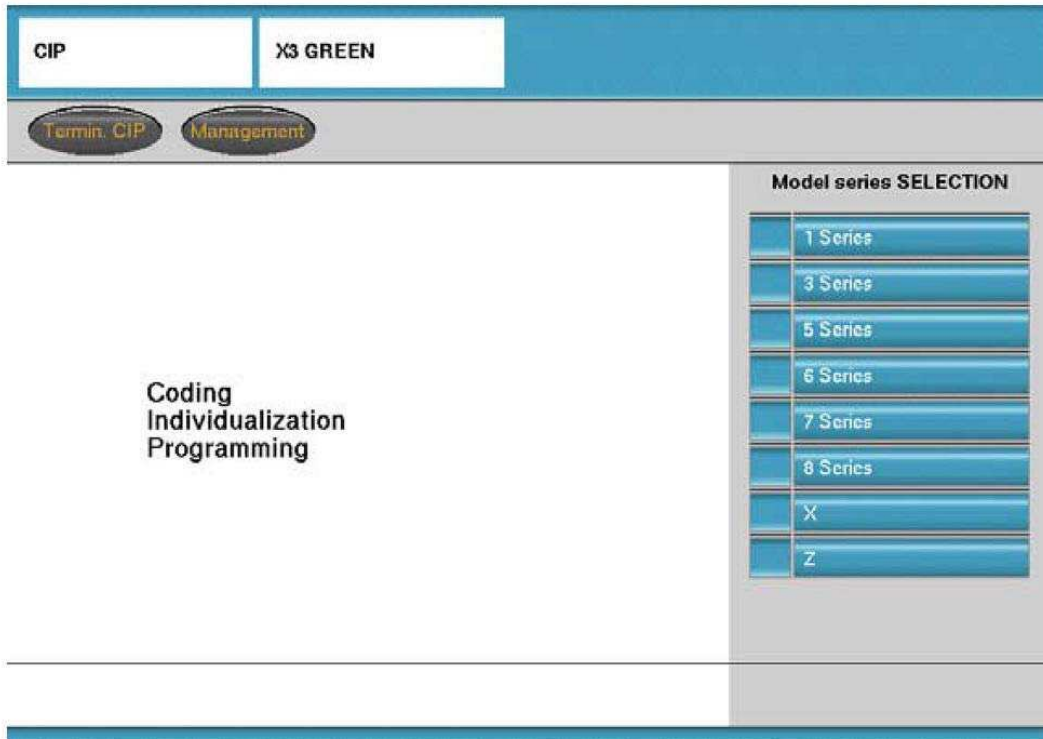 CIP
X3 GREEN
Termin. CIP
Management
Model series SELECTION
1 Series
3 Series
5 Series
6 Series
7 Series
8 Series
X
Z
Coding
Individualization
Programming